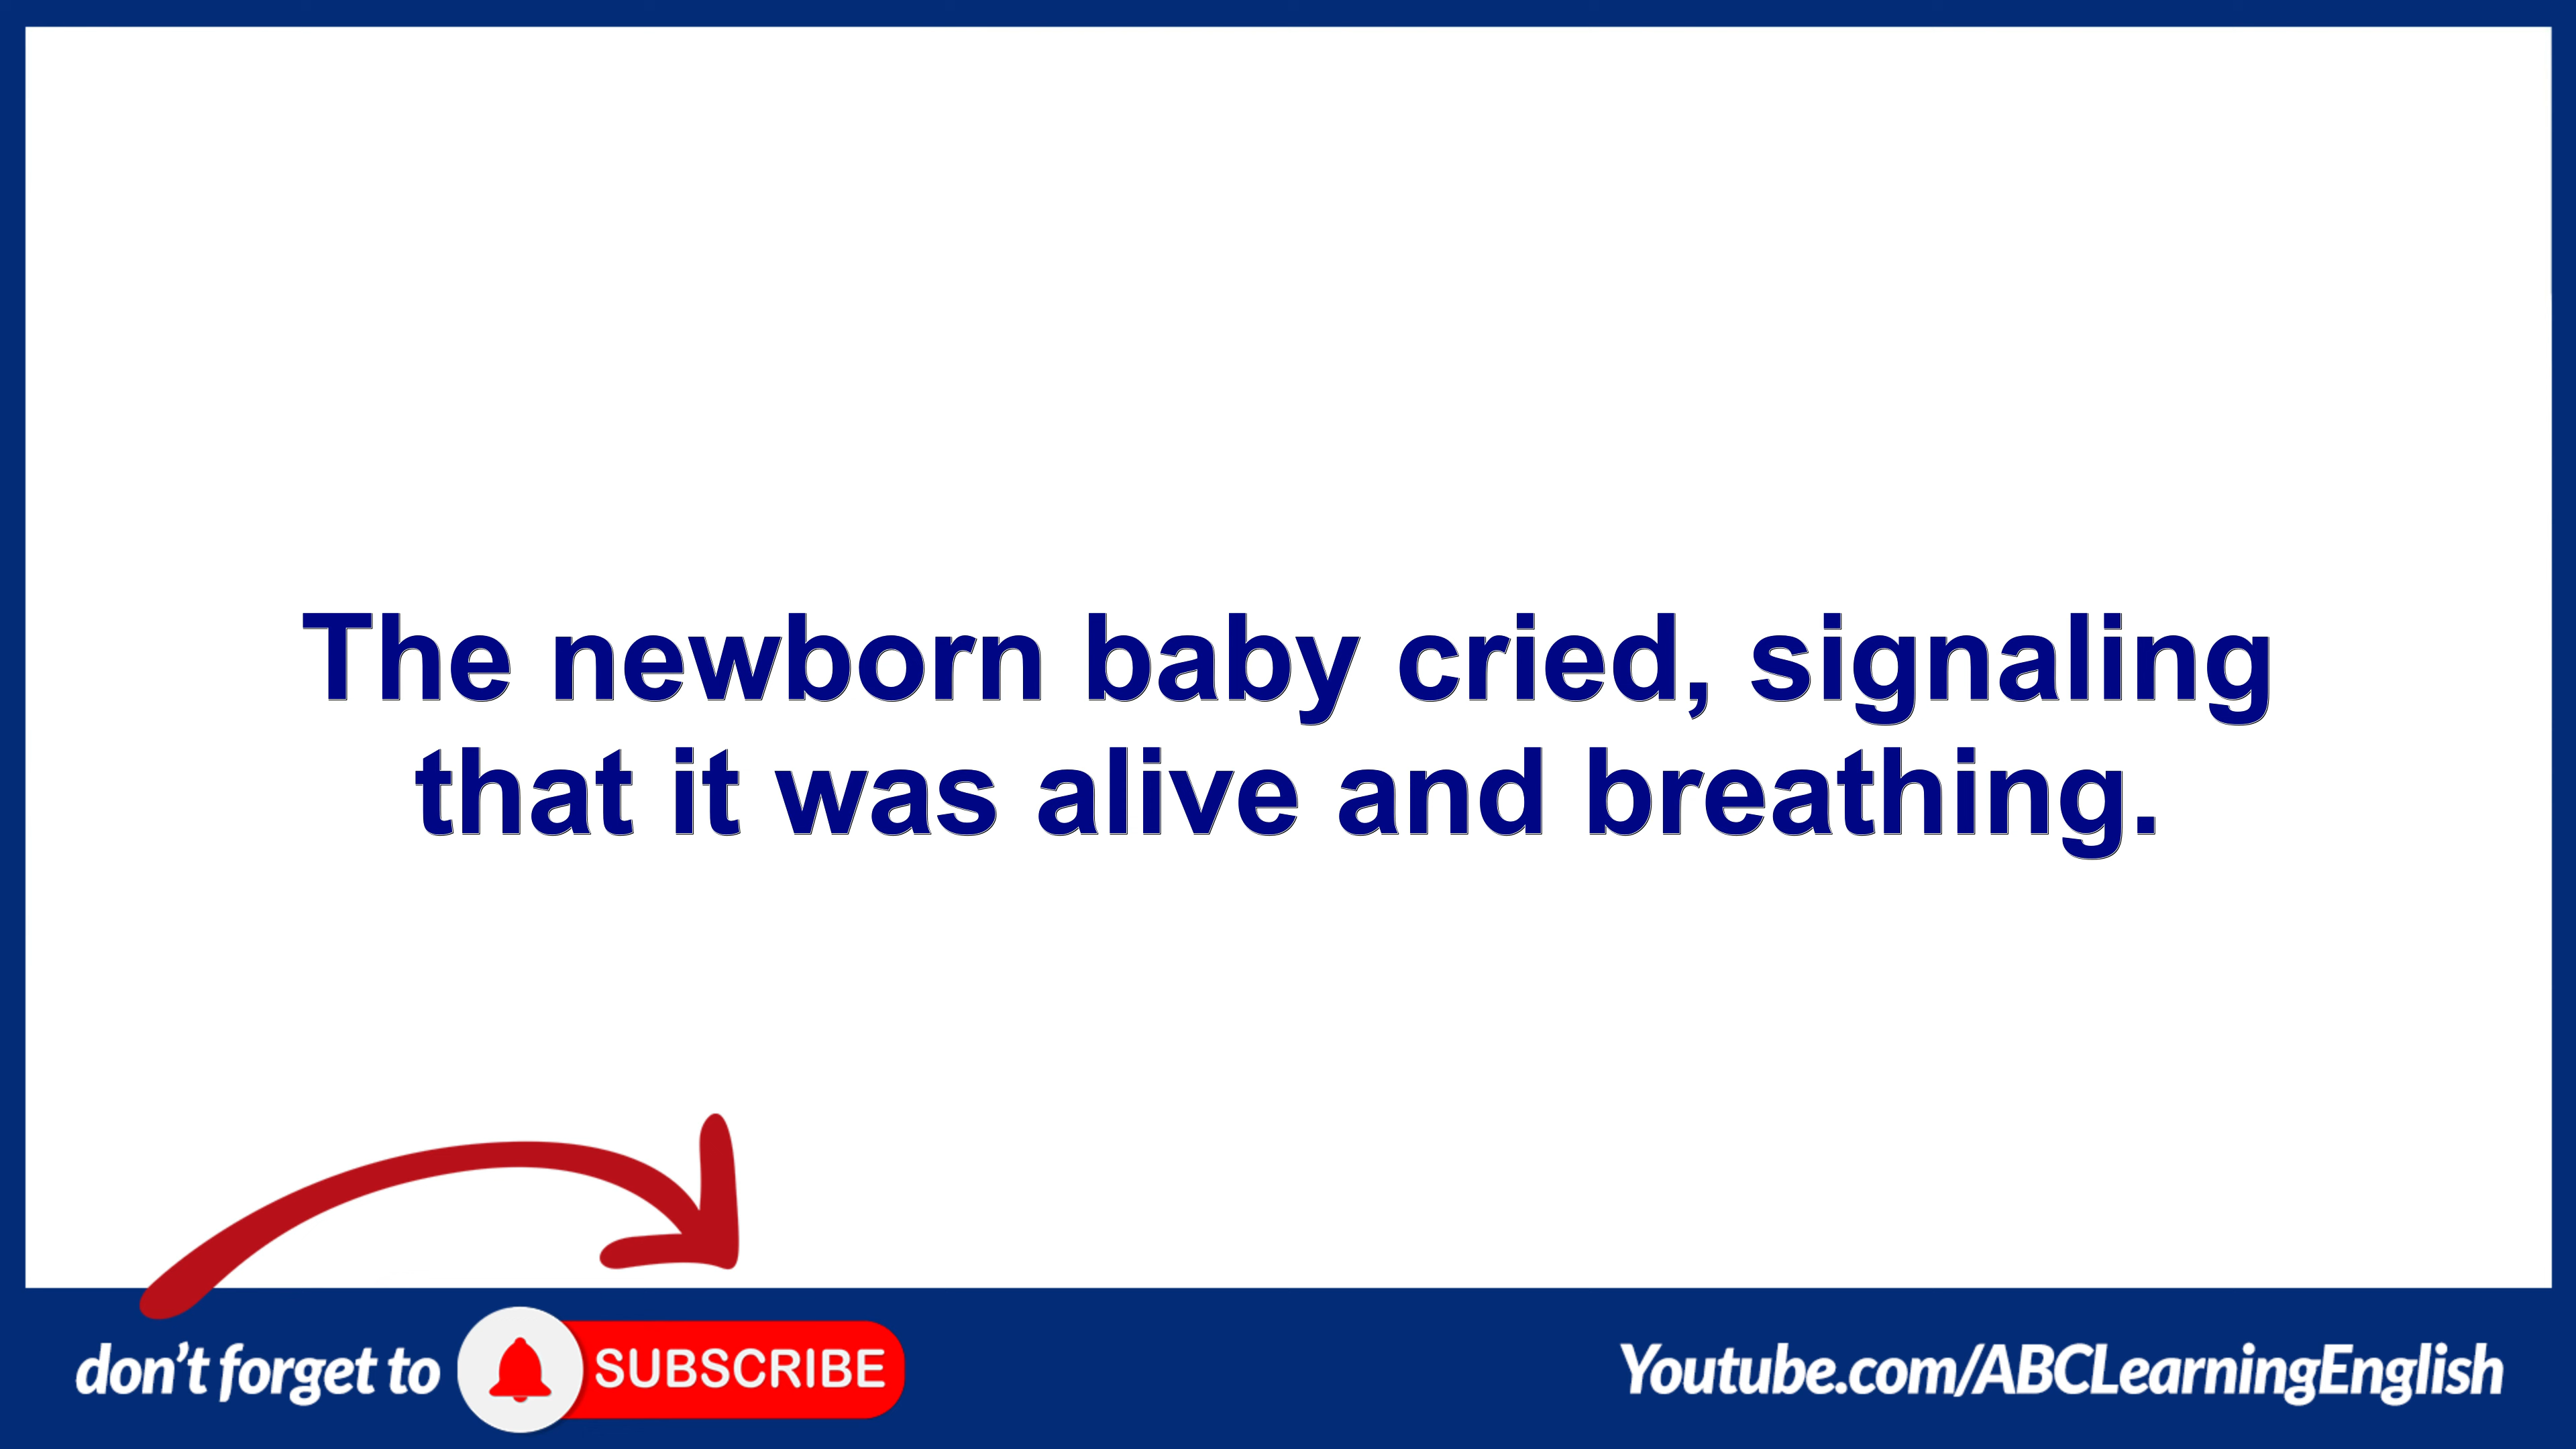 The newborn baby cried, signaling
that it was alive and breathing.
don't forget to SUBSCRIBE
Youtube.com/ABCLearningEnglish